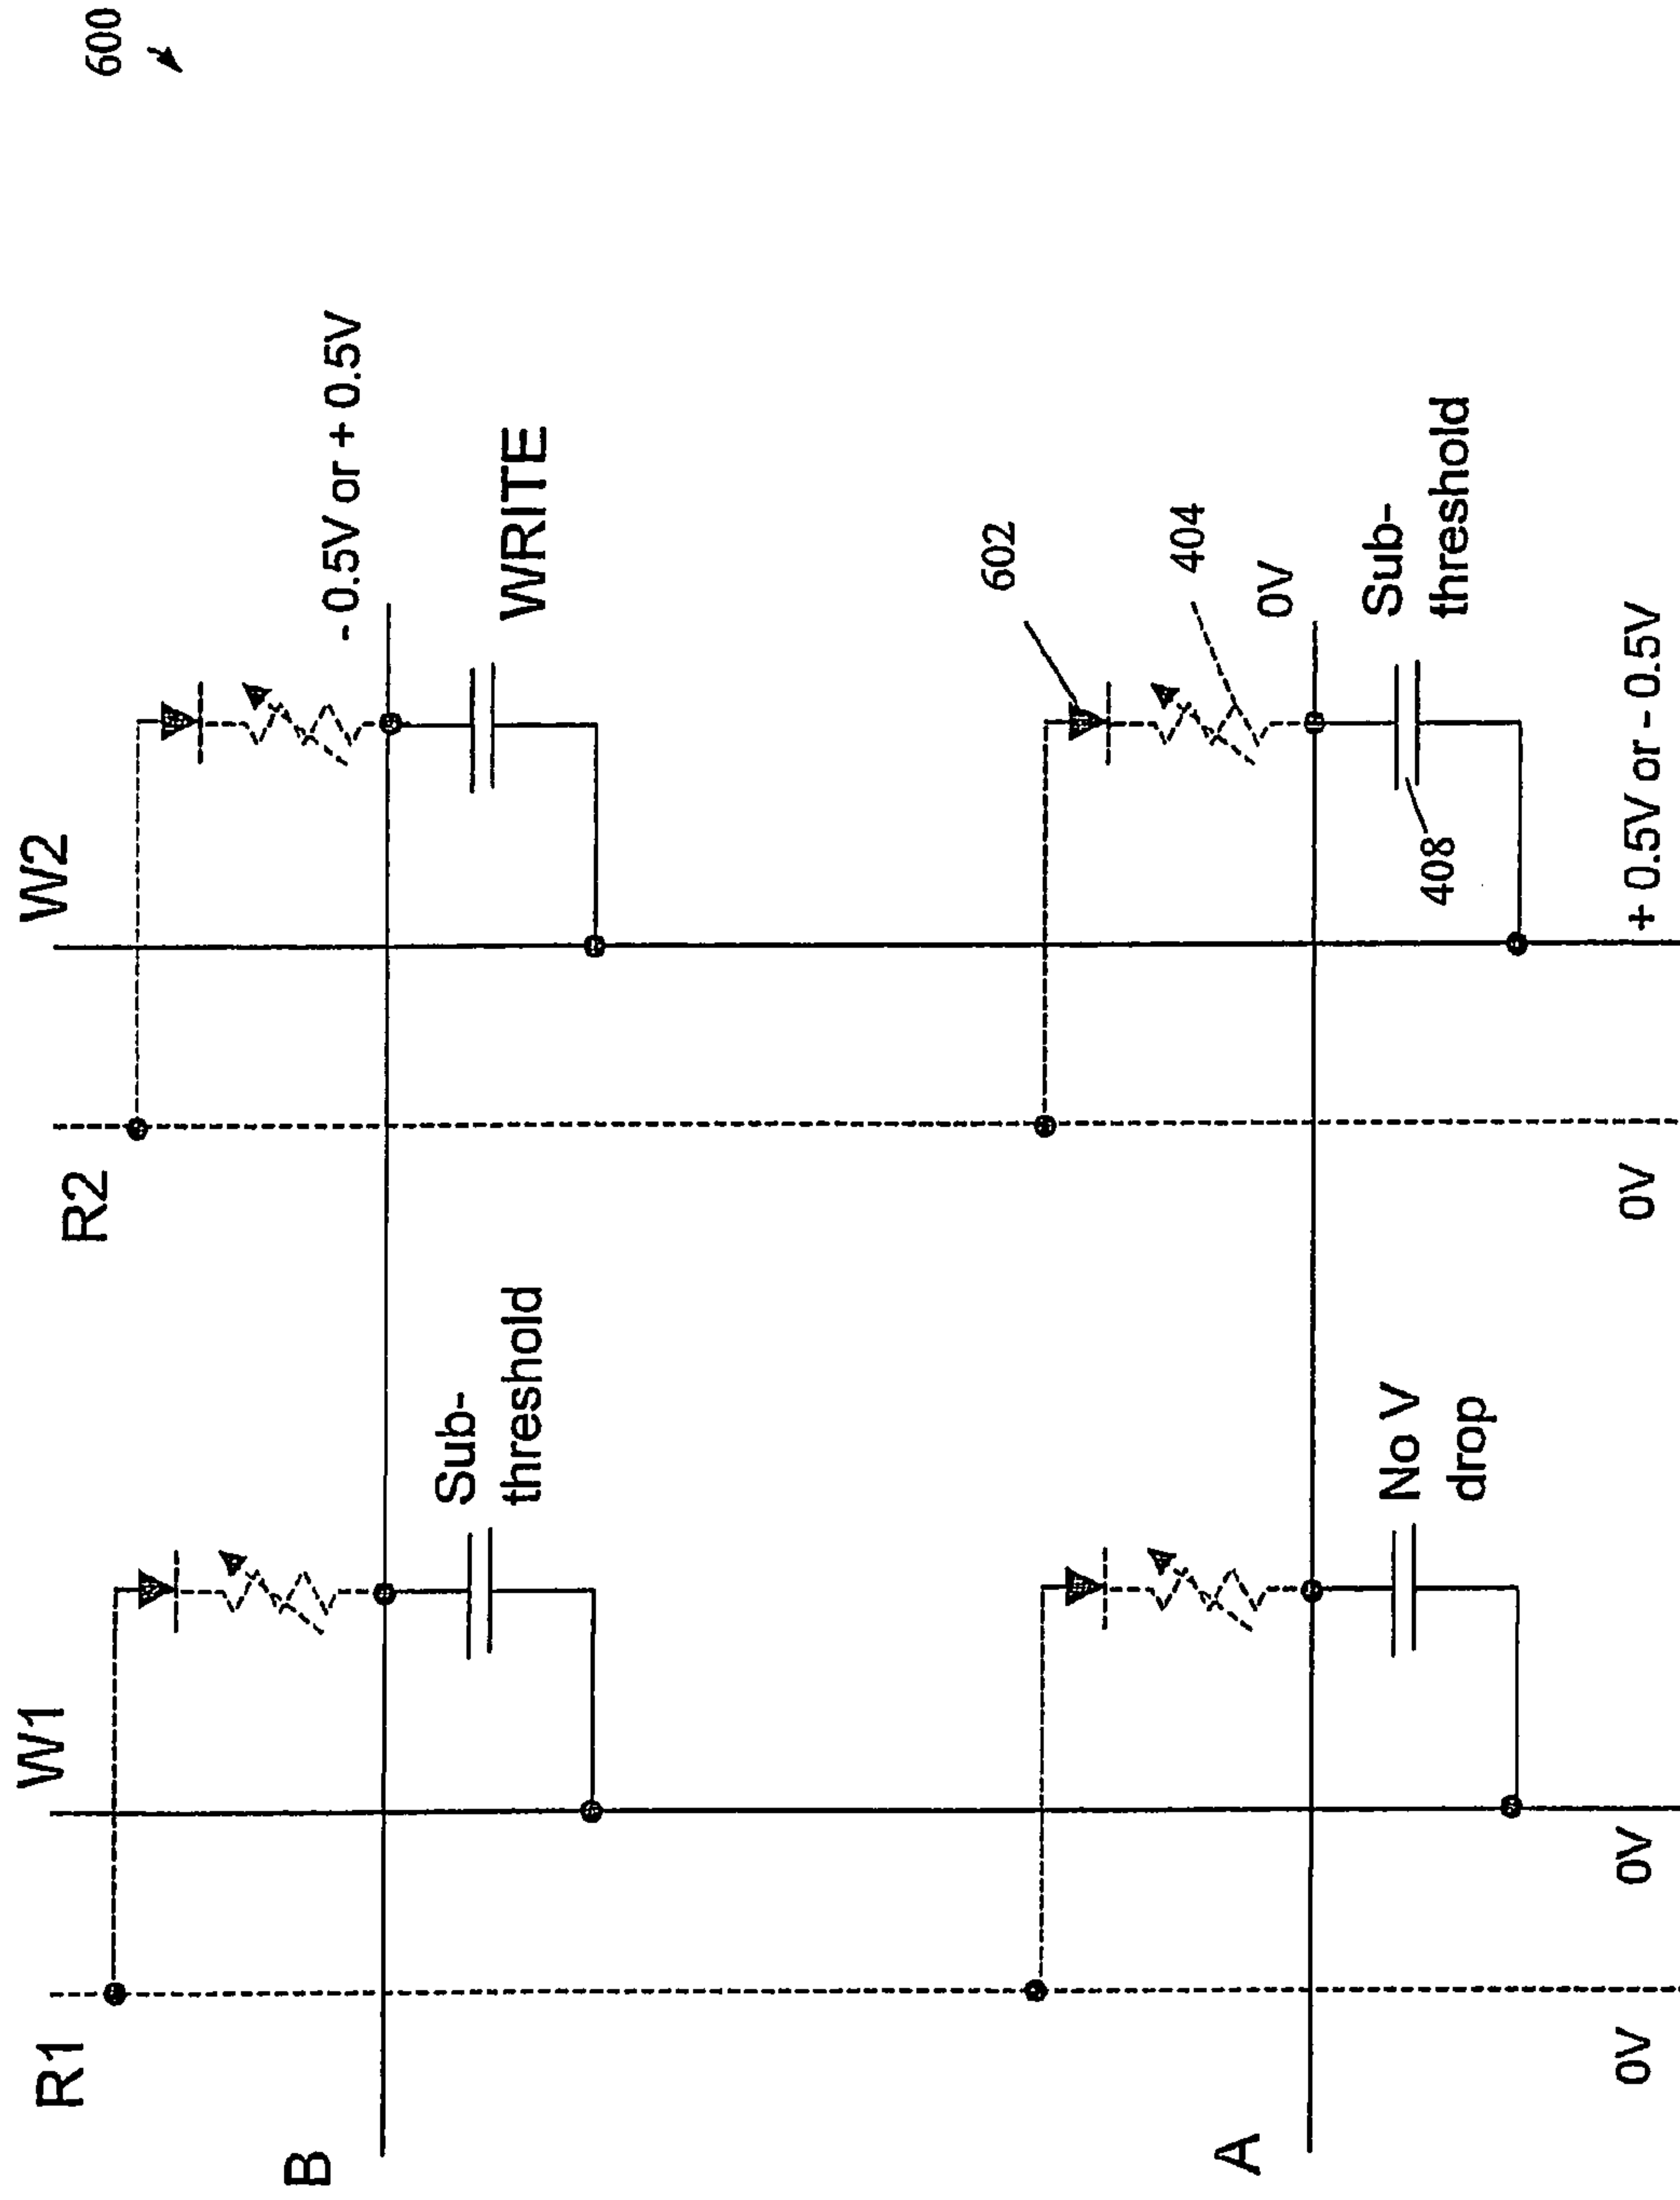 R1
W1
R2
W2
600
B
- 0.5V or + 0.5V
Sub-
threshold
WRITE
602
404
A
0V
No V
drop
408
Sub-
threshold
0V
0V
0V
+ 0.5V or - 0.5V